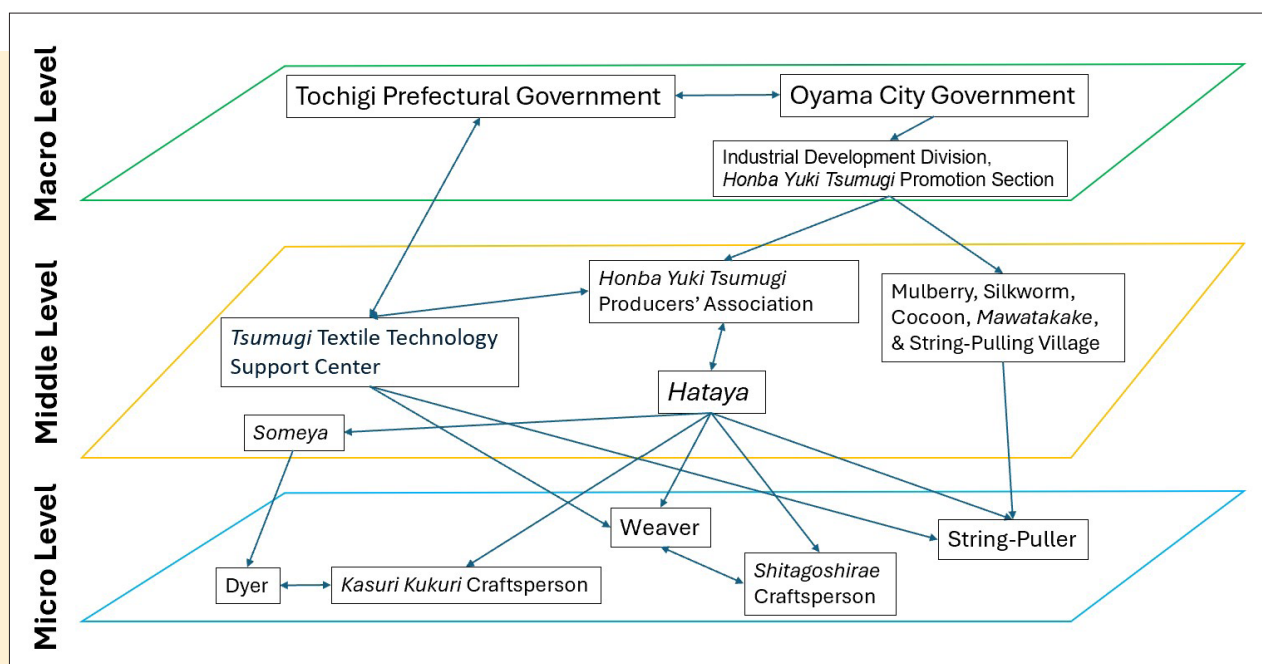 Macro Level
Tochigi Prefectural Government
Oyama City Government
Industrial Development Division,
Honba Yuki Tsumugi Promotion Section
Middle Level
Honba Yuki Tsumugi
Producers' Association
Mulberry, Silkworm,
Cocoon, Mawatakake,
& String-Pulling Village
Tsumugi Textile Technology
Support Center
Hataya
Someya
Micro Level
Weaver
String-Puller
Dyer
Kasuri Kukuri Craftsperson
Shitagoshirae
Craftsperson